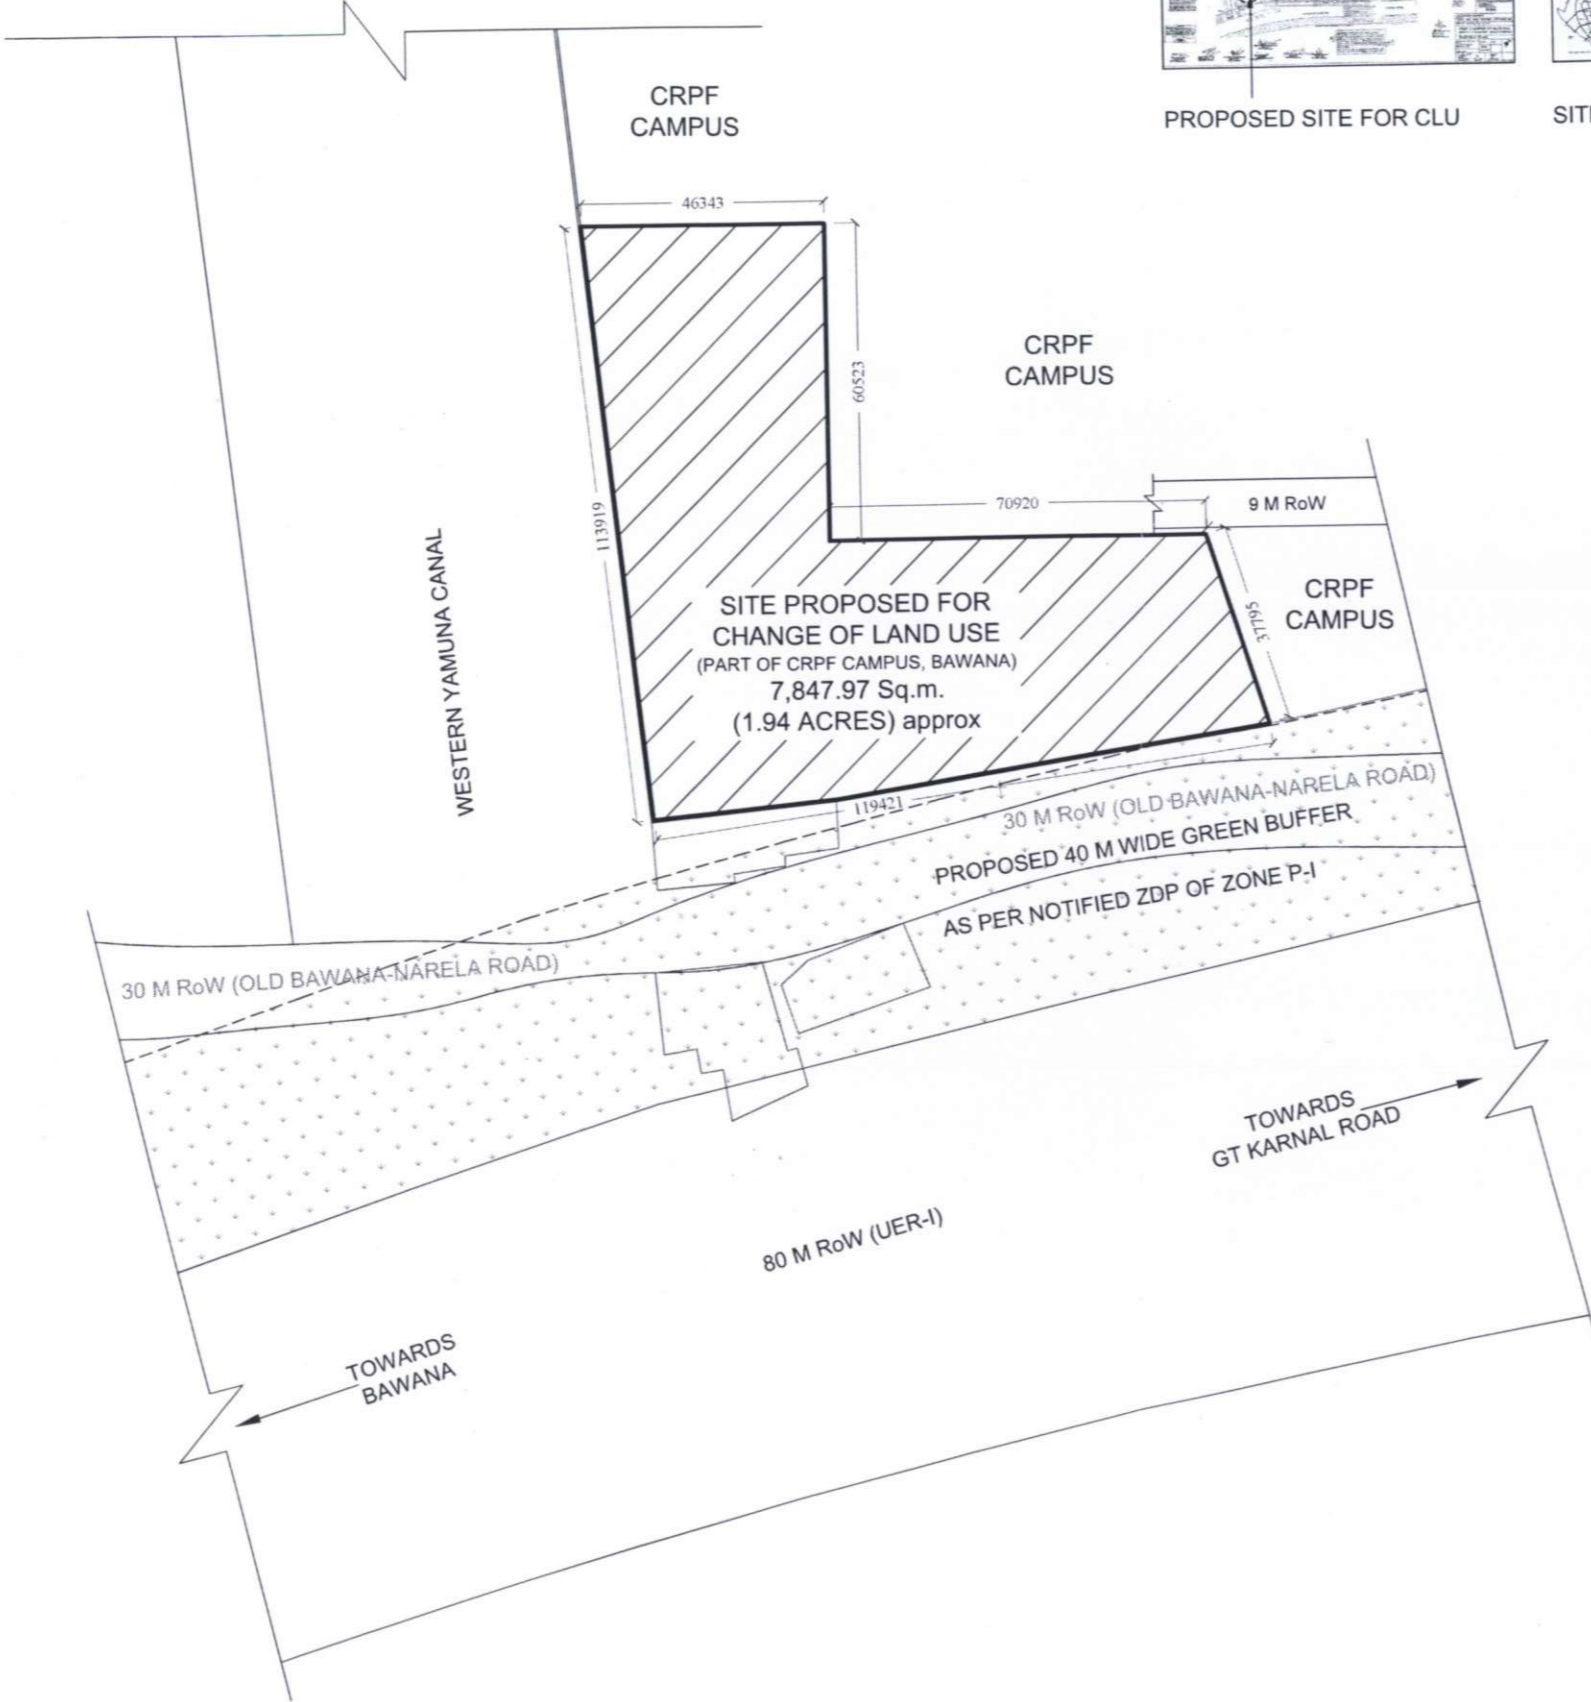 CRPF
CAMPUS
PROPOSED SITE FOR CLU
46343
60523
CRPF
CAMPUS
113919
70920
9 M RoW
37795
CRPF
CAMPUS
WESTERN YAMUNA CANAL
SITE PROPOSED FOR
CHANGE OF LAND USE
(PART OF CRPF CAMPUS, BAWANA)
7,847.97 Sq.m.
(1.94 ACRES) approx
119421
30 M RoW (OLD BAWANA-NARELA ROAD)
PROPOSED 40 M WIDE GREEN BUFFER
AS PER NOTIFIED ZDP OF ZONE P-I
30 M RoW (OLD BAWANA-NARELA ROAD)
TOWARDS
GT KARNAL ROAD
80 M RoW (UER-I)
TOWARDS
BAWANA